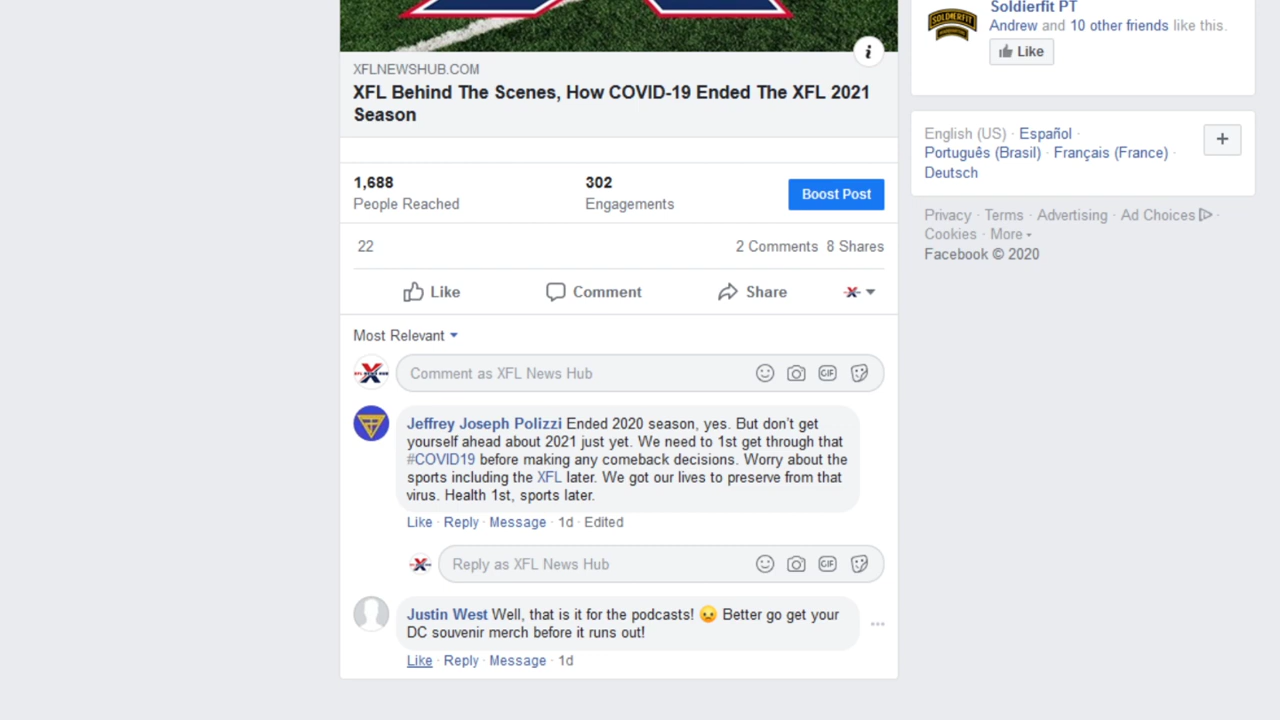 Soldierfit PT
SOLDIERFIT
Andrew and 10 other friends like this.
Like
XFLNEWSHUB.COM
i
XFL Behind The Scenes, How COVID-19 Ended The XFL 2021
Season
English (US) · Español ·
Português (Brasil) · Français (France) ·
Deutsch
+
1,688
People Reached
302
Engagements
Boost Post
Privacy · Terms · Advertising · Ad Choices ·
Cookies · More
Facebook © 2020
22
2 Comments 8 Shares
Like Comment Share
Most Relevant
Comment as XFL News Hub
GIF
Jeffrey Joseph Polizzi Ended 2020 season, yes. But don't get
yourself ahead about 2021 just yet. We need to 1st get through that
#COVID19 before making any comeback decisions. Worry about the
sports including the XFL later. We got our lives to preserve from that
virus. Health 1st, sports later.
Like · Reply · Message · 1d · Edited
Reply as XFL News Hub
GIF
Justin West Well, that is it for the podcasts! 😟 Better go get your
DC souvenir merch before it runs out!
Like · Reply · Message · 1d